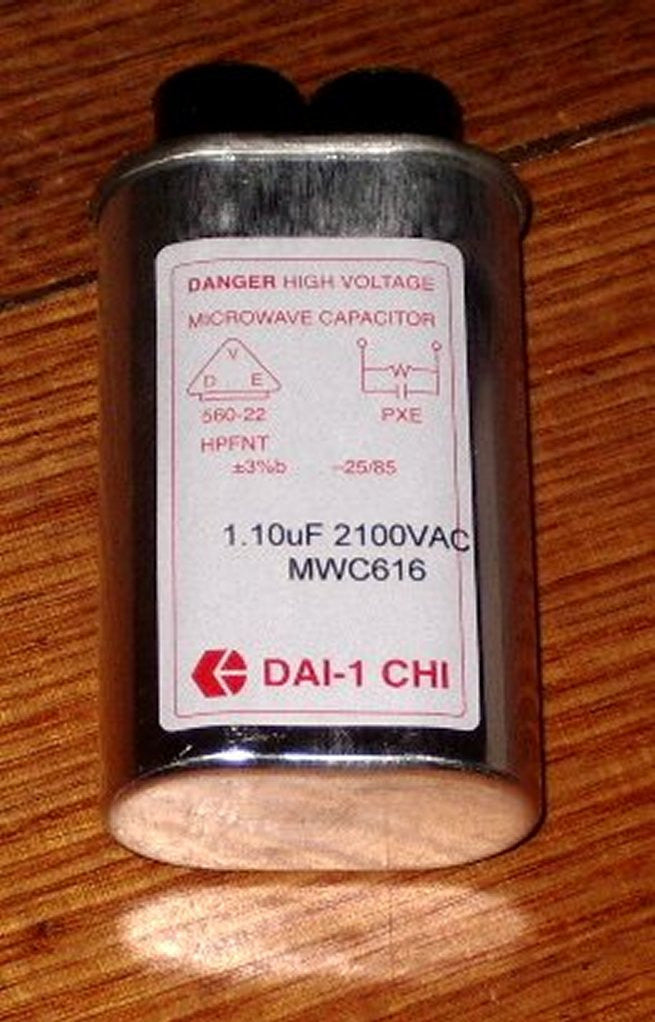 DANGER HIGH VOLTAGE
MICROWAVE CAPACITOR
V
D E W
560-22 PXE
HPFNT
±3%b -25/85
1.10uF 2100VAC
MWC616
DAI-1 CHI